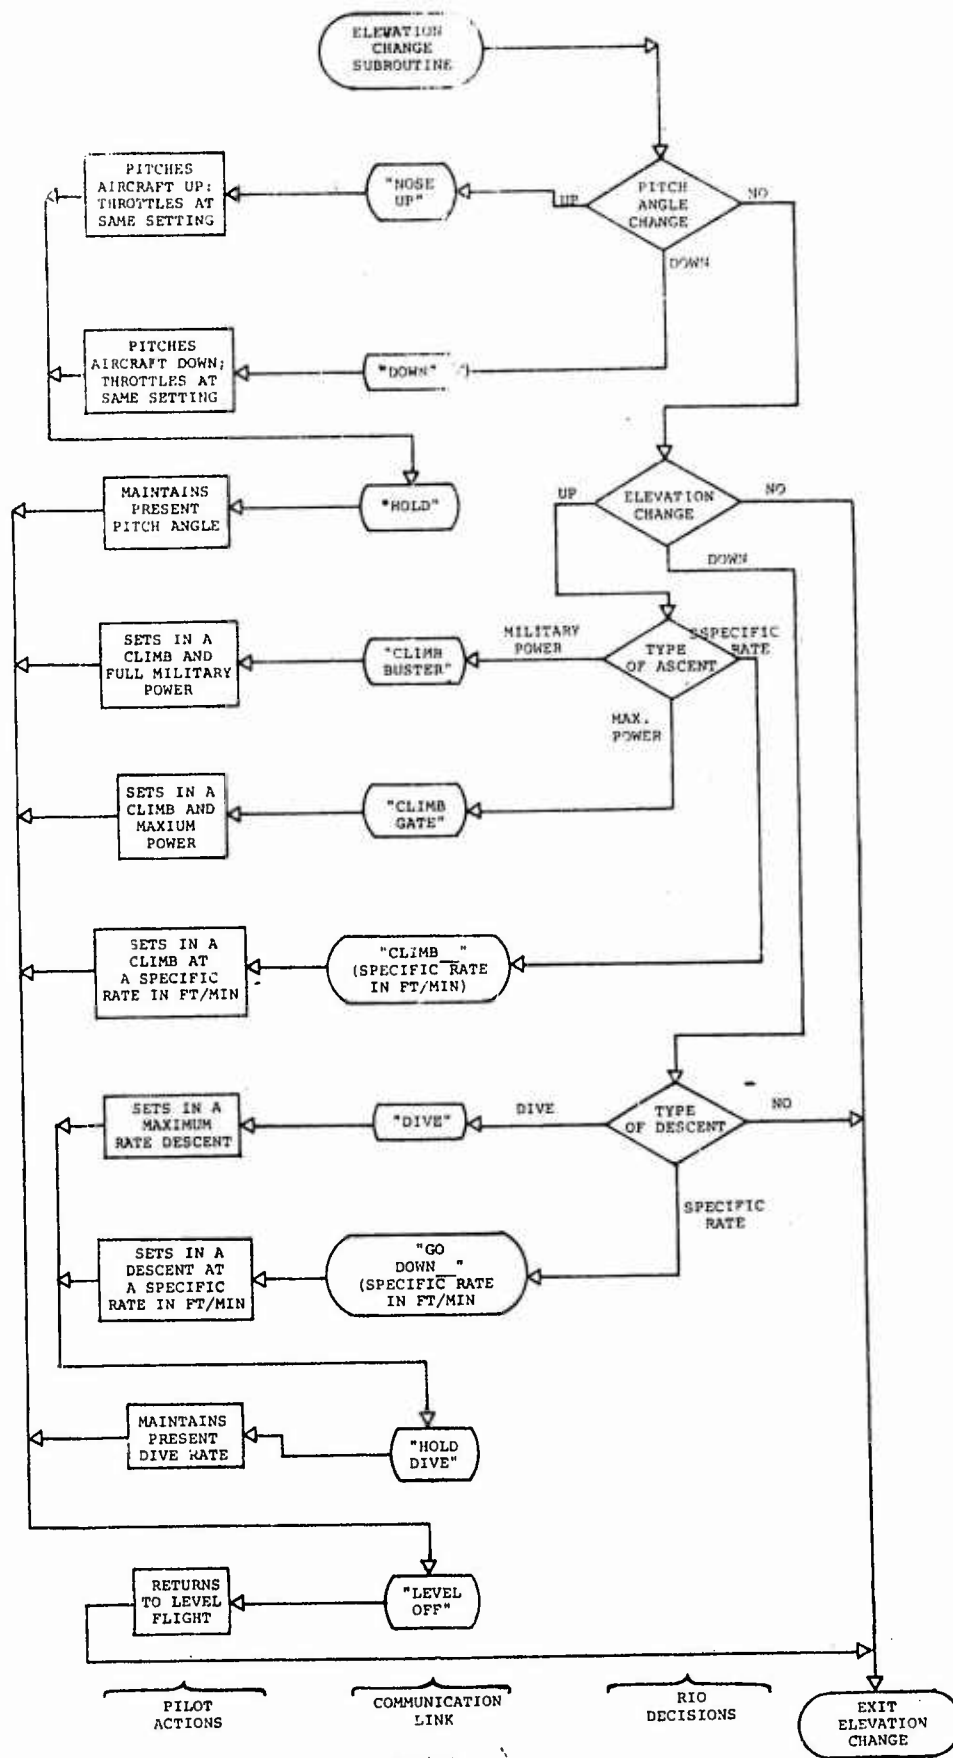 ELEVATION
CHANGE
SUBROUTINE
PITCHES
AIRCRAFT UP;
THROTTLES AT
SAME SETTING
"NOSE
UP"
UP
PITCH
ANGLE
CHANGE
NO
DOWN
PITCHES
AIRCRAFT DOWN;
THROTTLES AT
SAME SETTING
"DOWN"
MAINTAINS
PRESENT
PITCH ANGLE
"HOLD"
UP
ELEVATION
CHANGE
NO
DOWN
SETS IN A
CLIMB AND
FULL MILITARY
POWER
"CLIMB
BUSTER"
MILITARY
POWER
TYPE
OF ASCENT
SSPECIFIC
RATE
MAX.
POWER
SETS IN A
CLIMB AND
MAXIUM
POWER
"CLIMB
GATE"
SETS IN A
CLIMB AT
A SPECIFIC
RATE IN FT/MIN
"CLIMB__"
(SPECIFIC RATE
IN FT/MIN)
SETS IN A
MAXIMUM
RATE DESCENT
"DIVE"
DIVE
TYPE
OF DESCENT
NO
SPECIFIC
RATE
SETS IN A
DESCENT AT
A SPECIFIC
RATE IN FT/MIN
"GO
DOWN__"
(SPECIFIC RATE
IN FT/MIN
MAINTAINS
PRESENT
DIVE RATE
"HOLD
DIVE"
RETURNS
TO LEVEL
FLIGHT
"LEVEL
OFF"
PILOT
ACTIONS
COMMUNICATION
LINK
RIO
DECISIONS
EXIT
ELEVATION
CHANGE